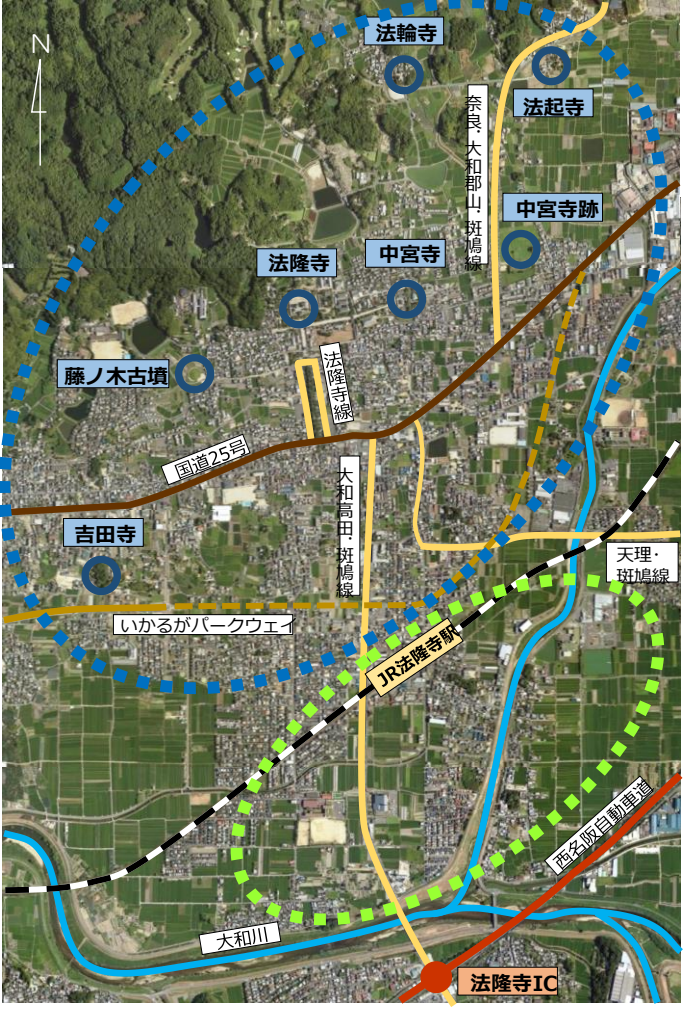 N
法輪寺
法起寺
奈良・大和郡山・斑鳩線
中宮寺跡
中宮寺
法隆寺
藤ノ木古墳
法隆寺線
国道25号
大和高田・斑鳩線
吉田寺
天理・
斑鳩線
いかるがパークウェイ
JR法隆寺駅
西名阪自動車道
大和川
法隆寺IC